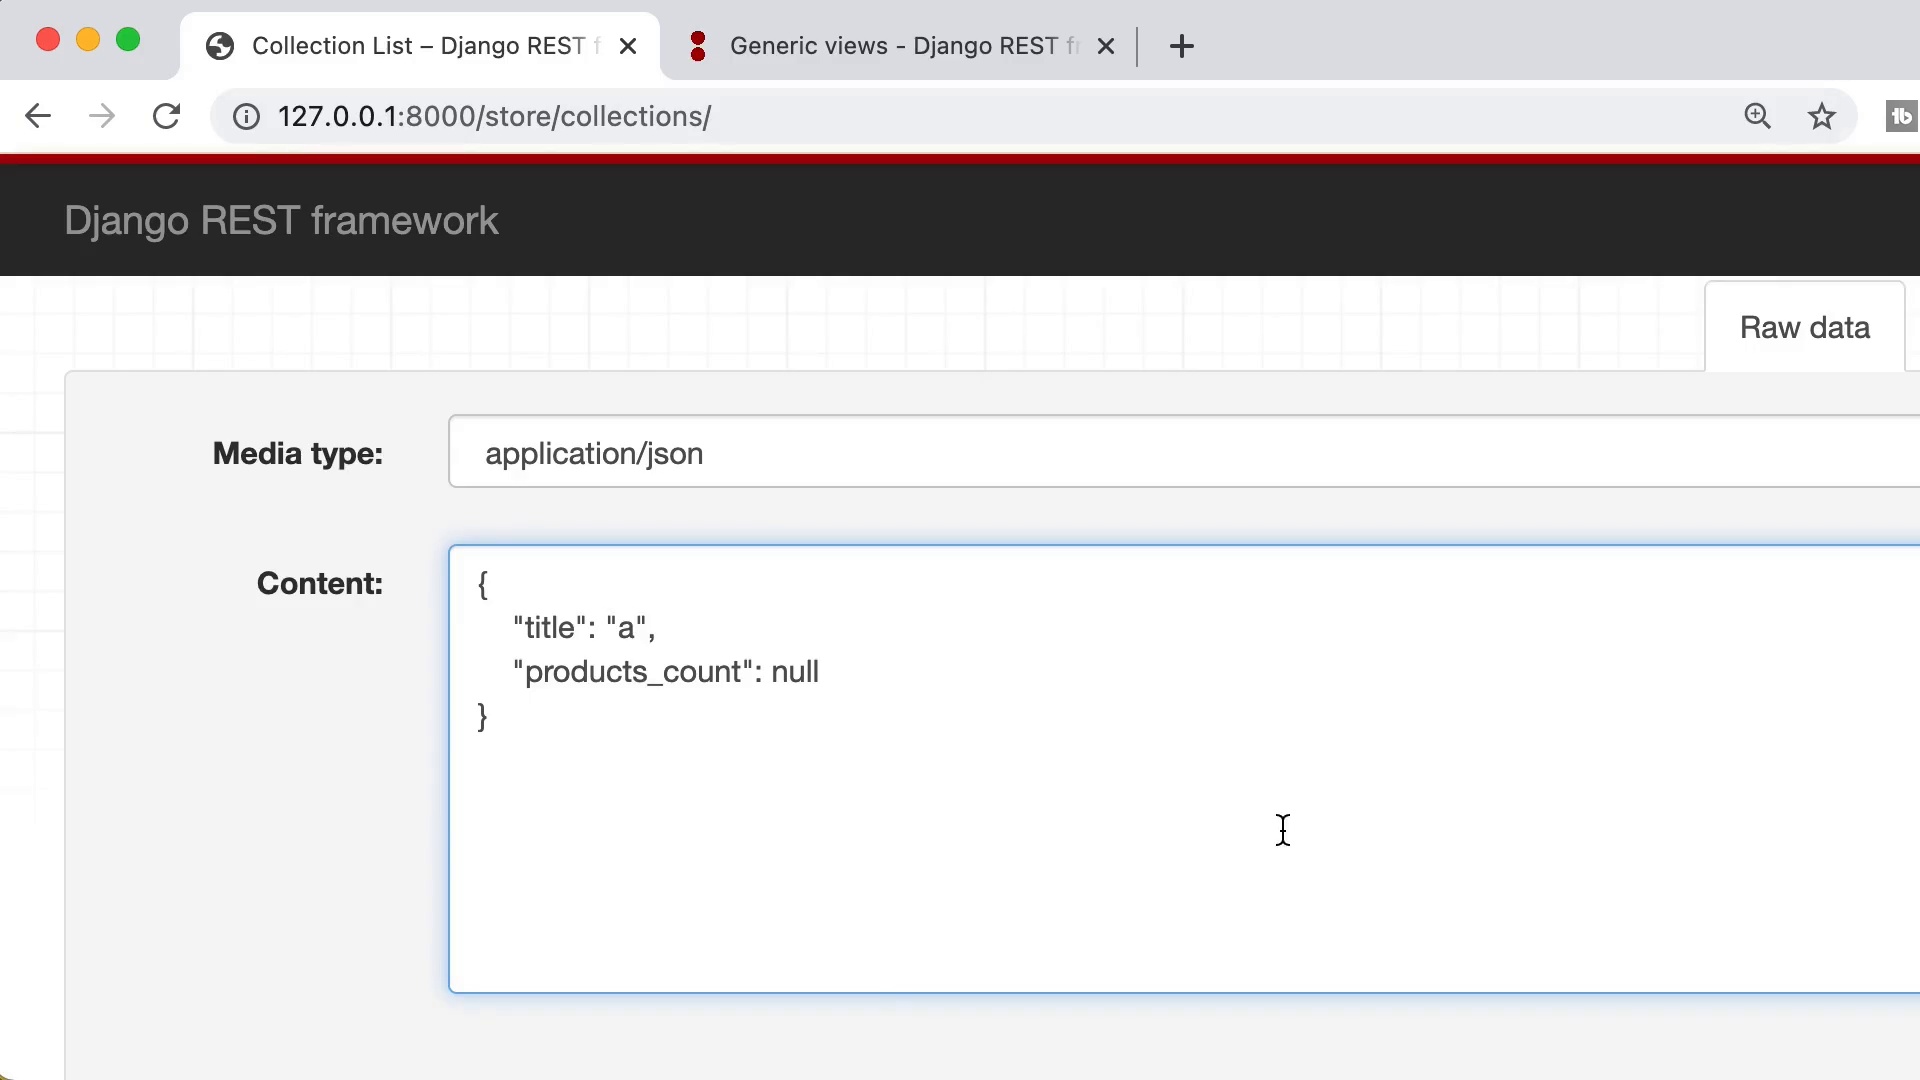 Collection List – Django REST f
Generic views - Django REST fr
127.0.0.1:8000/store/collections/
tb
Django REST framework
Raw data
Media type:
application/json
Content:
{
"title": "a",
"products_count": null
}